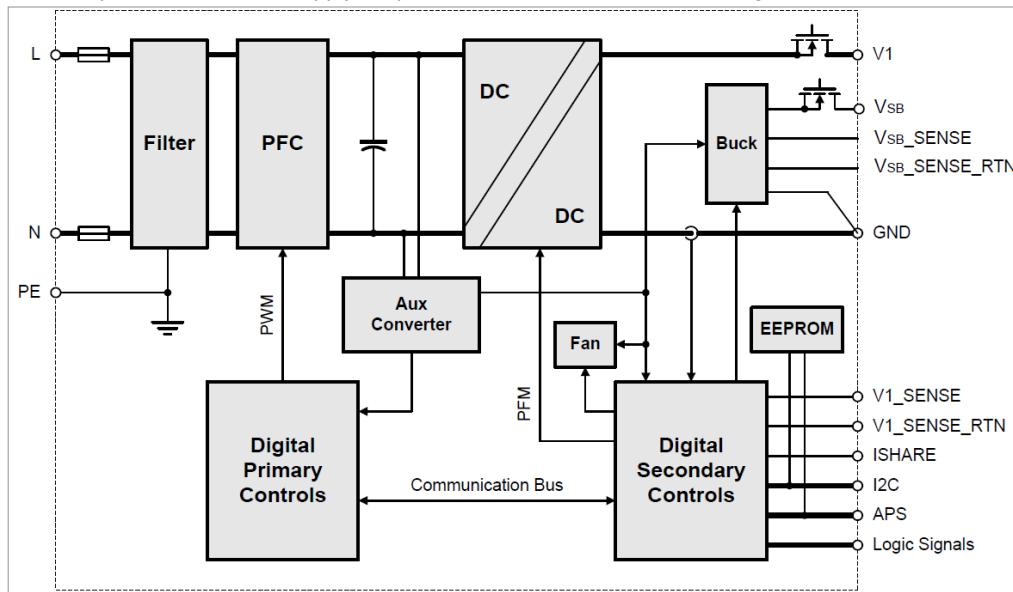 L
Filter
PFC
DC
DC
V1
Buck
VSB
VSB_SENSE
VSB_SENSE_RTN
N
GND
PE
PWM
Aux
Converter
EEPROM
Fan
PFM
Digital
Primary
Controls
Communication Bus
Digital
Secondary
Controls
V1_SENSE
V1_SENSE_RTN
ISHARE
I2C
APS
Logic Signals